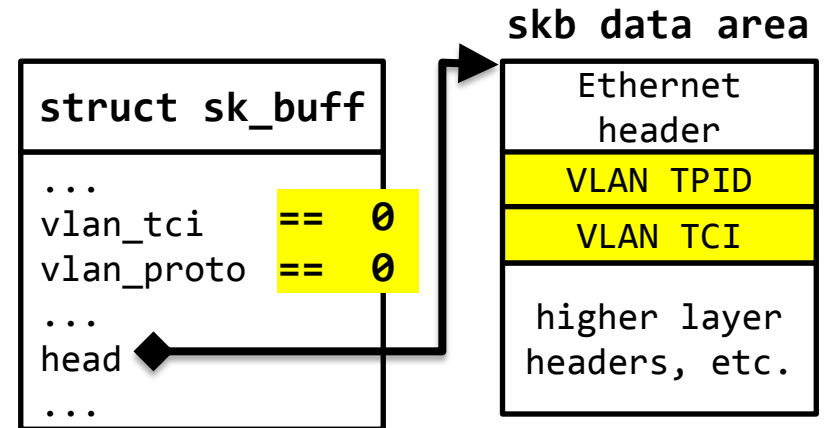 skb data area
struct sk_buff
...
vlan_tci == 0
vlan_proto == 0
...
head
...
Ethernet
header
VLAN TPID
VLAN TCI
higher layer
headers, etc.